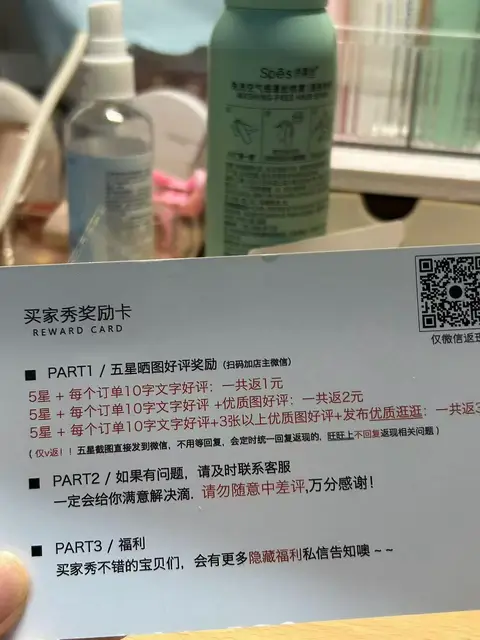 Spēs
买家秀奖励卡
REWARD CARD
仅微信返现
PART1 / 五星晒图好评奖励 (扫码加店主微信)
5星 + 每个订单10字文字好评: 一共返1元
5星 + 每个订单10字文字好评 +优质图好评: 一共返2元
5星 + 每个订单10字文字好评+3张以上优质图好评+发布优质逛逛: 一共返3
(仅v返! ! 五星截图直接发到微信, 不用等回复, 会定时统一回复返现的, 旺旺上不回复返现相关问题)
PART2 / 如果有问题, 请及时联系客服
一定会给你满意解决滴. 请勿随意中差评,万分感谢!
PART3 / 福利
买家秀不错的宝贝们, 会有更多隐藏福利私信告知噢 ~ ~